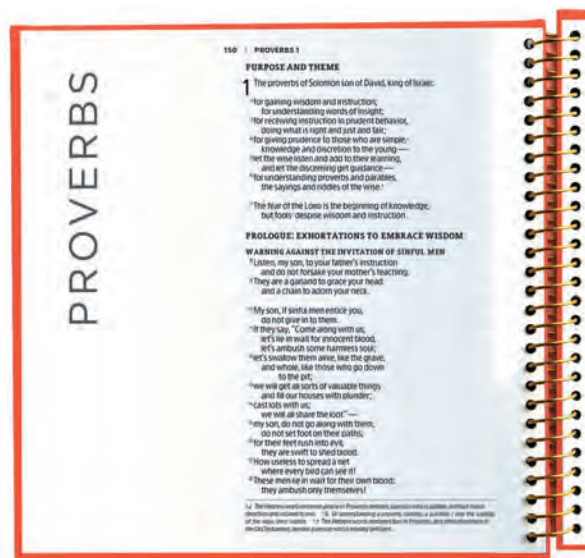 PROVERBS
150 | PROVERBS 1
PURPOSE AND THEME
1 The proverbs of Solomon son of David, king of Israel:
2for gaining wisdom and instruction;
for understanding words of insight;
3for receiving instruction in prudent behavior,
doing what is right and just and fair;
4for giving prudence to those who are simple,
knowledge and discretion to the young—
5let the wise listen and add to their learning,
and let the discerning get guidance—
6for understanding proverbs and parables,
the sayings and riddles of the wise.
7The fear of the LORD is the beginning of knowledge,
but fools despise wisdom and instruction.
PROLOGUE: EXHORTATIONS TO EMBRACE WISDOM
WARNING AGAINST THE INVITATION OF SINFUL MEN
8Listen, my son, to your father's instruction
and do not forsake your mother's teaching.
9They are a garland to grace your head
and a chain to adorn your neck.
10My son, if sinful men entice you,
do not give in to them.
11If they say, "Come along with us;
let's lie in wait for innocent blood,
let's ambush some harmless soul;
12let's swallow them alive, like the grave,
and whole, like those who go down
to the pit;
13we will get all sorts of valuable things
and fill our houses with plunder;
14cast lots with us;
we will all share the loot"—
15my son, do not go along with them,
do not set foot on their paths;
16for their feet rush into evil,
they are swift to shed blood.
17How useless to spread a net
where every bird can see it!
18These men lie in wait for their own blood;
they ambush only themselves!